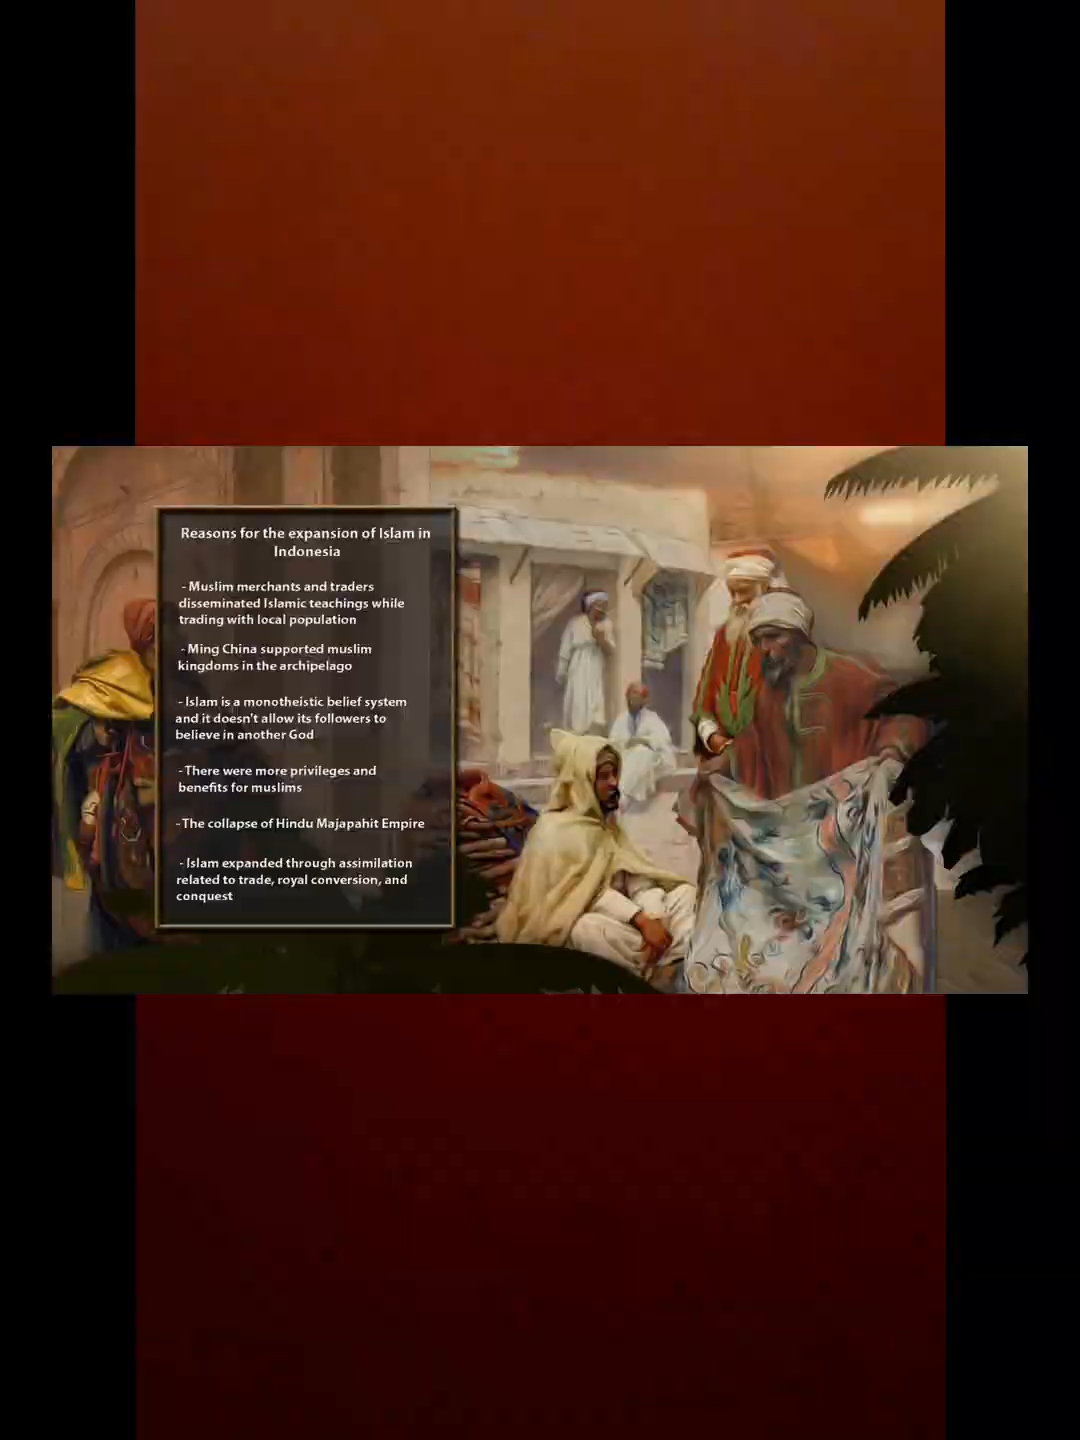 Reasons for the expansion of Islam in
Indonesia
- Muslim merchants and traders
disseminated Islamic teachings while
trading with local population
- Ming China supported muslim
kingdoms in the archipelago
- Islam is a monotheistic belief system
and it doesn't allow its followers to
believe in another God
- There were more privileges and
benefits for muslims
- The collapse of Hindu Majapahit Empire
- Islam expanded through assimilation
related to trade, royal conversion, and
conquest